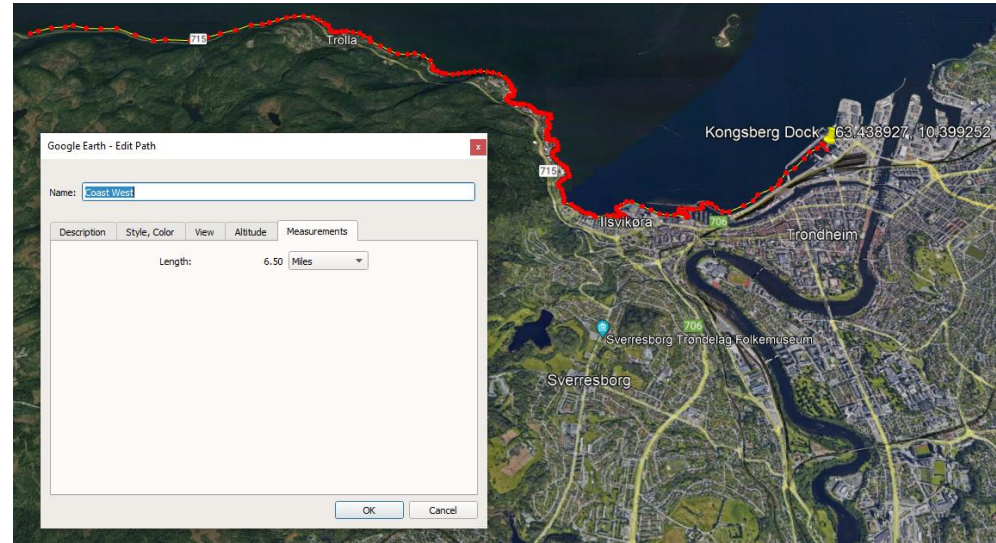 715
Trolla
Kongsberg Dock
63.438927, 10.399252
Google Earth - Edit Path
x
Name:
Coast West
Description
Style, Color
View
Altitude
Measurements
Length:
6.50
Miles
OK
Cancel
715
Ilsvikøra
706
Trondheim
706
Sverresborg Trøndelag Folkemuseum
Sverresborg